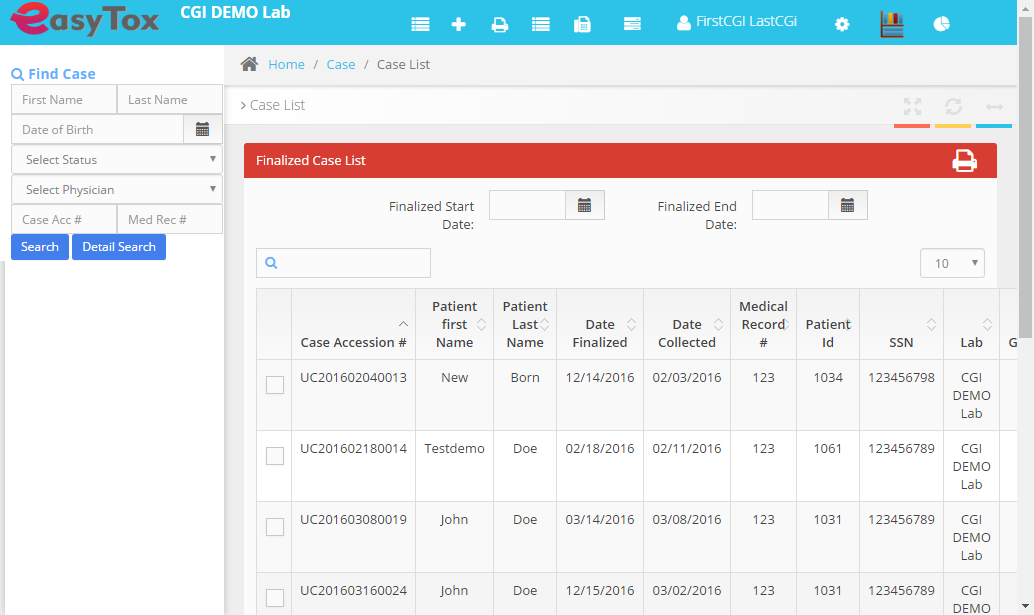 easyTox
CGI DEMO Lab
FirstCGI LastCGI
Find Case
First Name Last Name
Date of Birth
Select Status
Select Physician
Case Acc # Med Rec #
Search Detail Search
Home / Case / Case List
Case List
Finalized Case List
Finalized Start
Date:
Finalized End
Date:
10
Case Accession #
Patient
first
Name
Patient
Last
Name
Date
Finalized
Date
Collected
Medical
Record
#
Patient
Id
SSN
Lab
G
UC201602040013 New Born 12/14/2016 02/03/2016 123 1034 123456798 CGI
DEMO
Lab
UC201602180014 Testdemo Doe 02/18/2016 02/11/2016 123 1061 123456789 CGI
DEMO
Lab
UC201603080019 John Doe 03/14/2016 03/08/2016 123 1031 123456789 CGI
DEMO
Lab
UC201603160024 John Doe 12/15/2016 03/02/2016 123 1031 123456789 CGI
DEMO